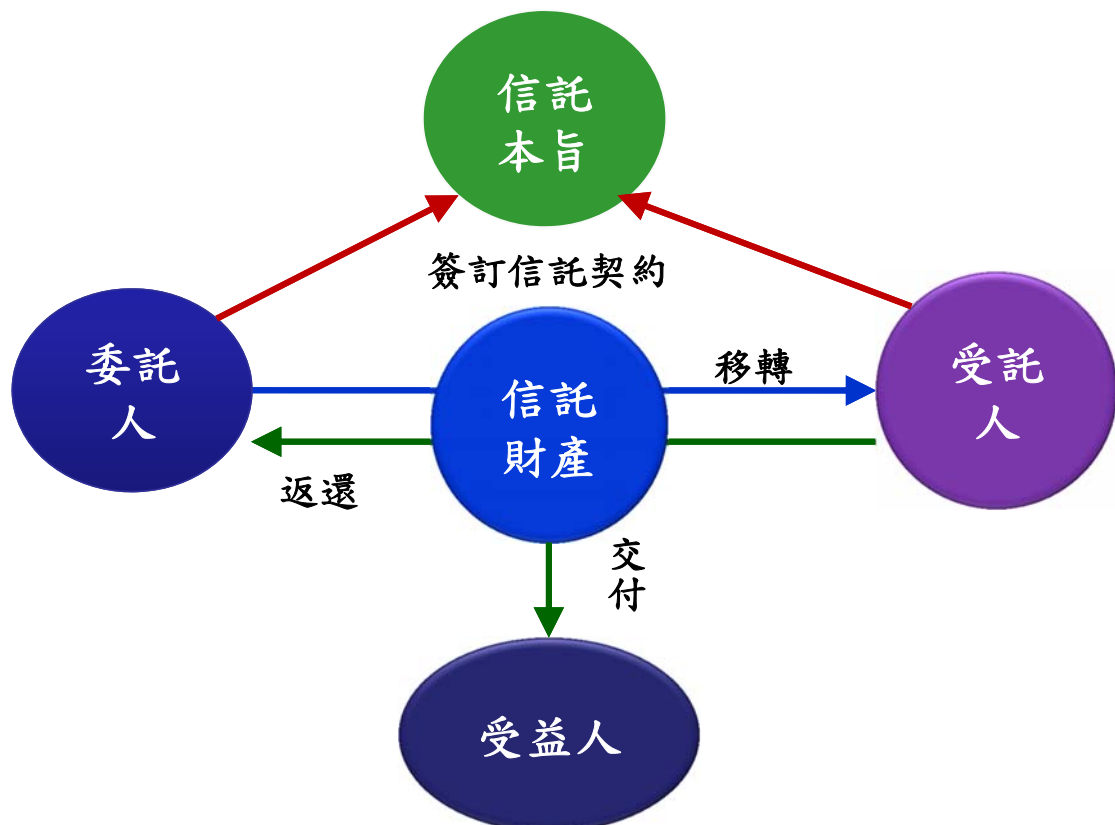 信託
本旨
簽訂信託契約
委託
人
信託
財產
移轉
受託
人
返還
交
付
受益人